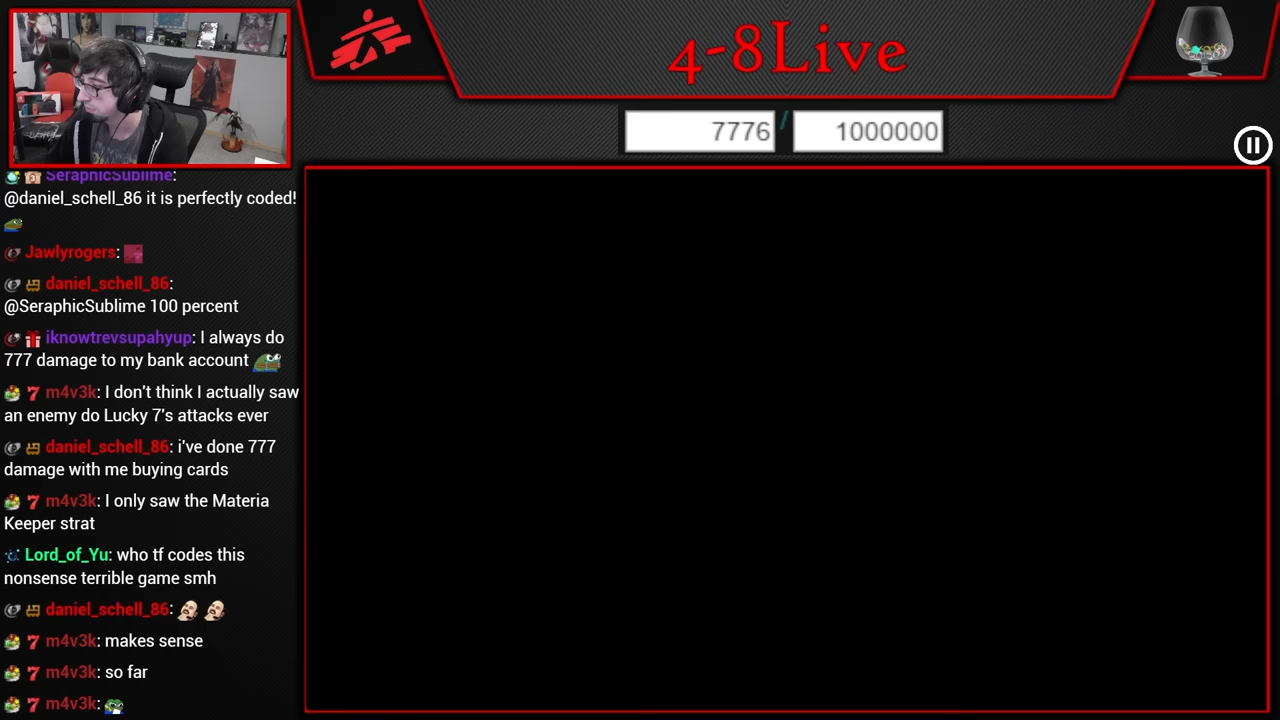 4-8Live
7776 / 1000000
SeraphicSublime:
@daniel_schell_86 it is perfectly coded!
Jawlyrogers:
daniel_schell_86:
@SeraphicSublime 100 percent
iknowtrevsupahyup: I always do
777 damage to my bank account
m4v3k: I don't think I actually saw
an enemy do Lucky 7's attacks ever
daniel_schell_86: i've done 777
damage with me buying cards
m4v3k: I only saw the Materia
Keeper strat
Lord_of_Yu: who tf codes this
nonsense terrible game smh
daniel_schell_86:
m4v3k: makes sense
m4v3k: so far
m4v3k: